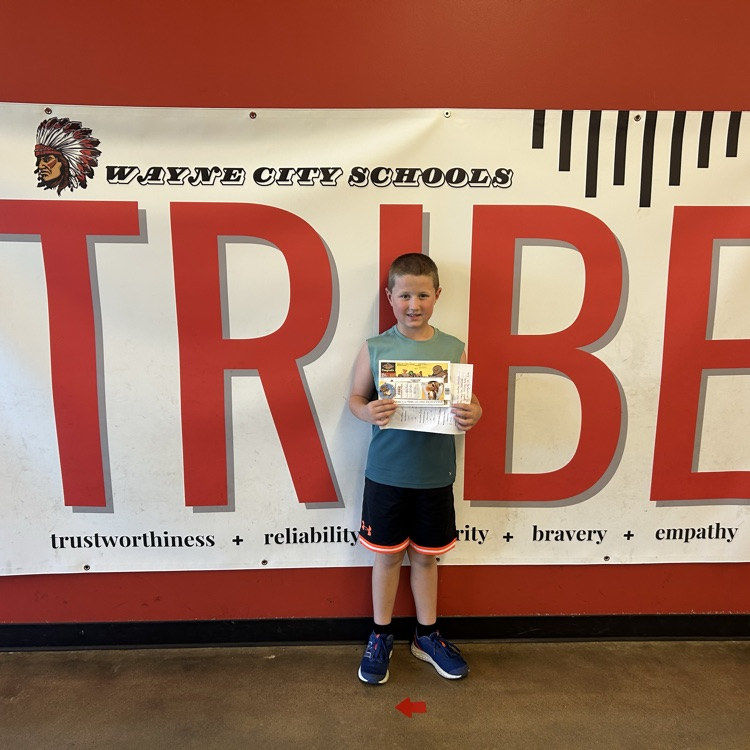 WAYNE CITY SCHOOLS
TRIBE
trustworthiness + reliability rity + bravery + empathy